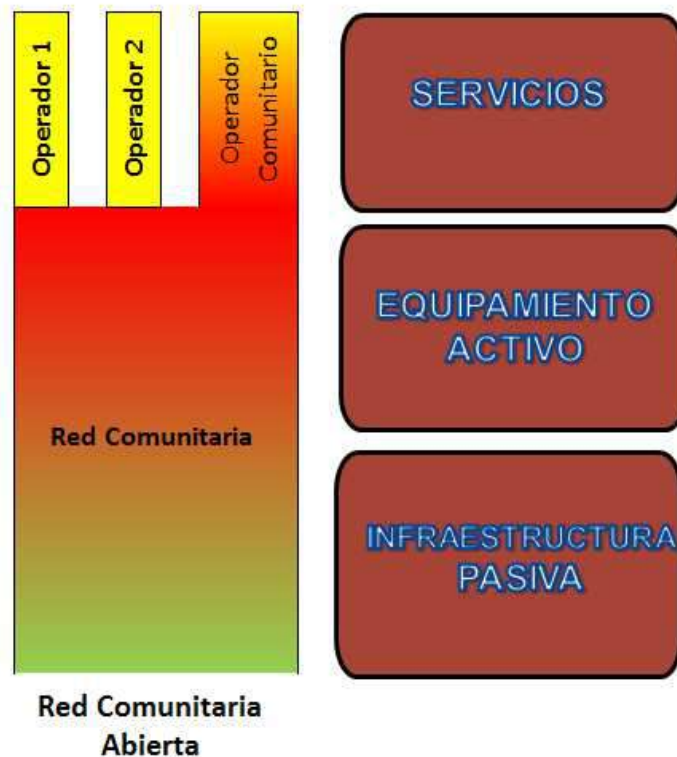 Operador 1
Operador 2
Operador
Comunitario
SERVICIOS
EQUIPAMIENTO
ACTIVO
Red Comunitaria
INFRAESTRUCTURA
PASIVA
Red Comunitaria
Abierta